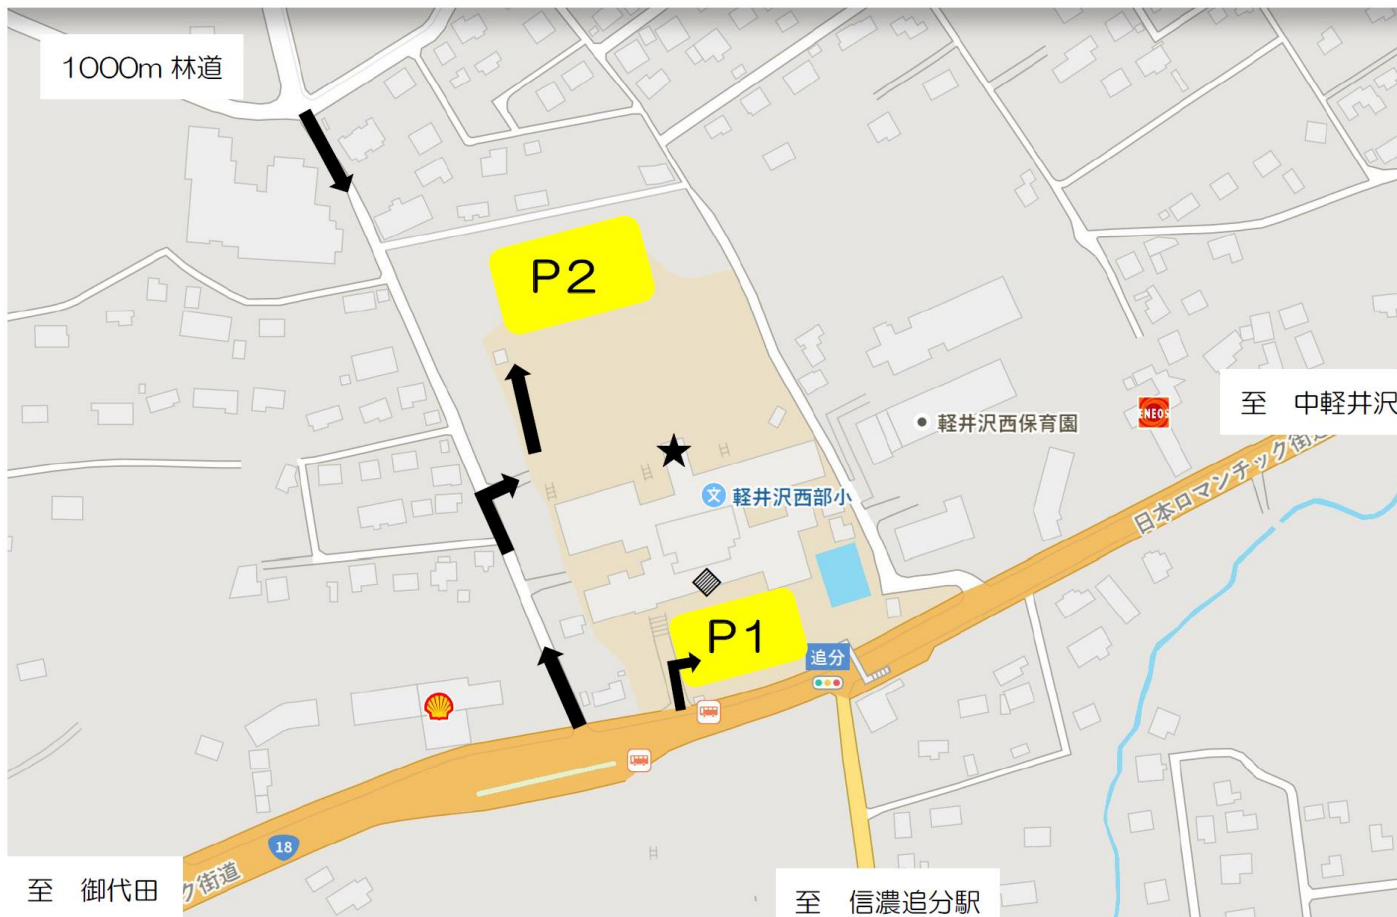 1000m 林道
P2
至 中軽井沢
ENEOS
軽井沢西保育園
軽井沢西部小
文
日本ロマンチック街道
P1
追分
18
ク街道
至 御代田
至 信濃追分駅